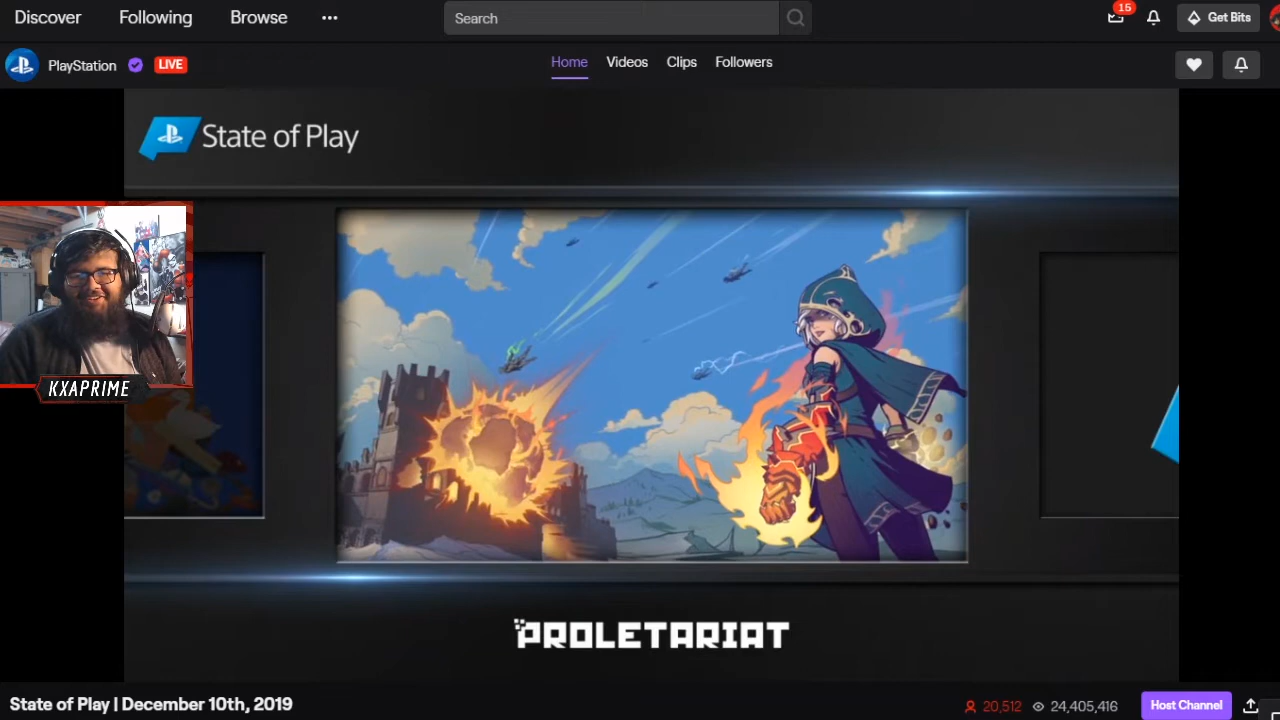 Discover Following Browse ••• Search 15 Get Bits
PlayStation LIVE Home Videos Clips Followers
State of Play
KXAPRIME
PROLETARIAT
State of Play | December 10th, 2019 20,512 24,405,416 Host Channel